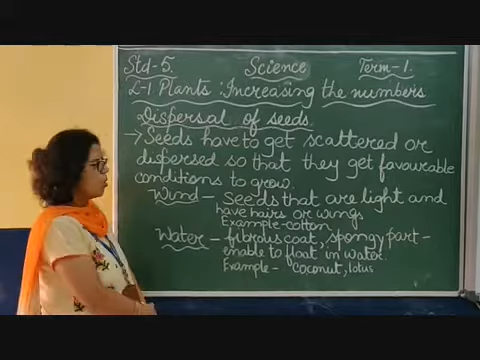 Std-5. Science Term-1.
L-1 Plants : Increasing the numbers
Dispersal of seeds.
→ Seeds have to get scattered or
dispersed so that they get favourable
conditions to grow.
Wind - Seeds that are light and
have hairs or wings
Example - cotton
Water - fibrous coat, spongy part -
enable to float in water.
Example - Coconut, lotus